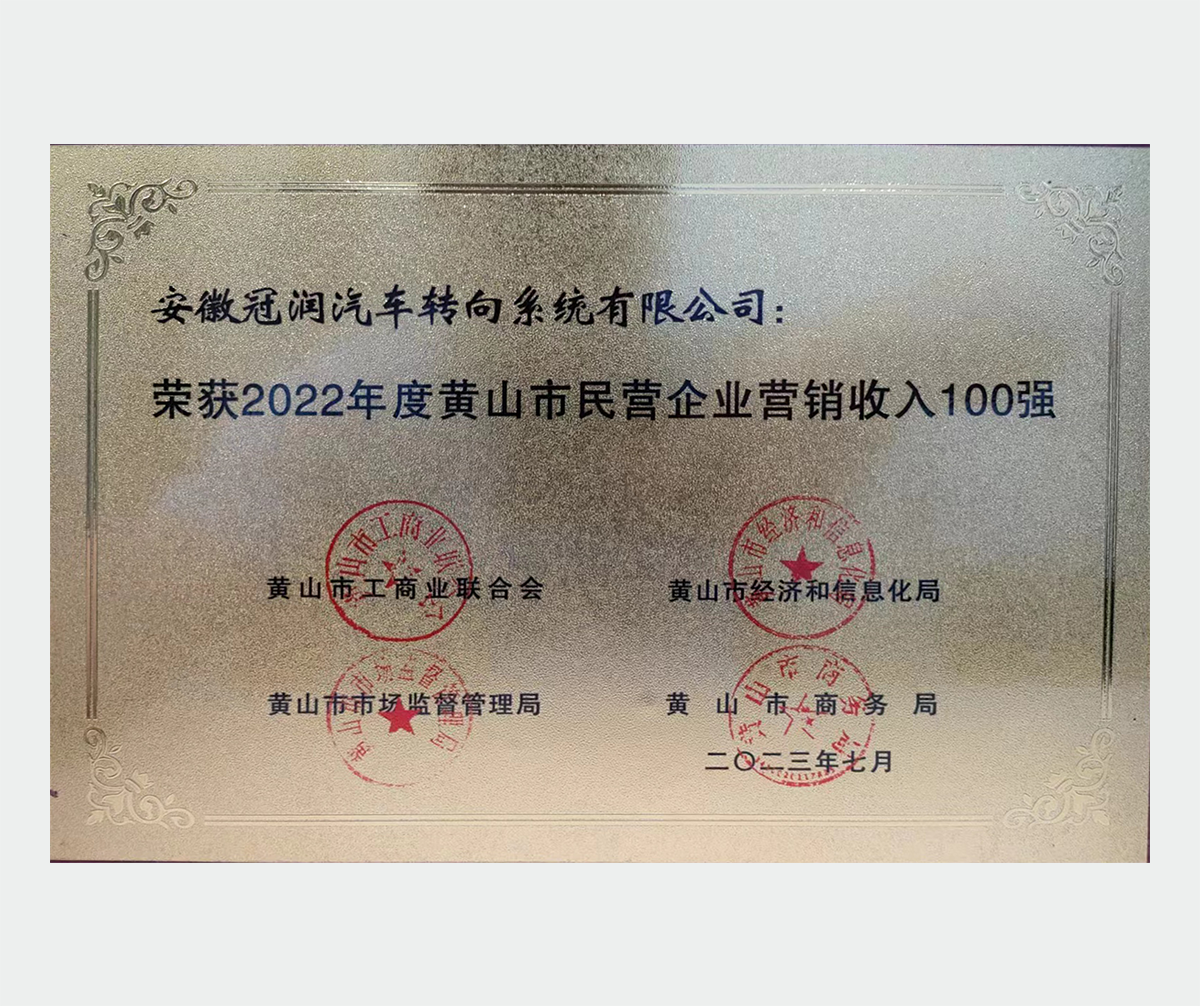 安徽冠润汽车转向系统有限公司：
荣获2022年度黄山市民营企业营销收入100强
黄山市工商业联合会
黄山市经济和信息化局
黄山市市场监督管理局
黄山市商务局
二〇二三年七月